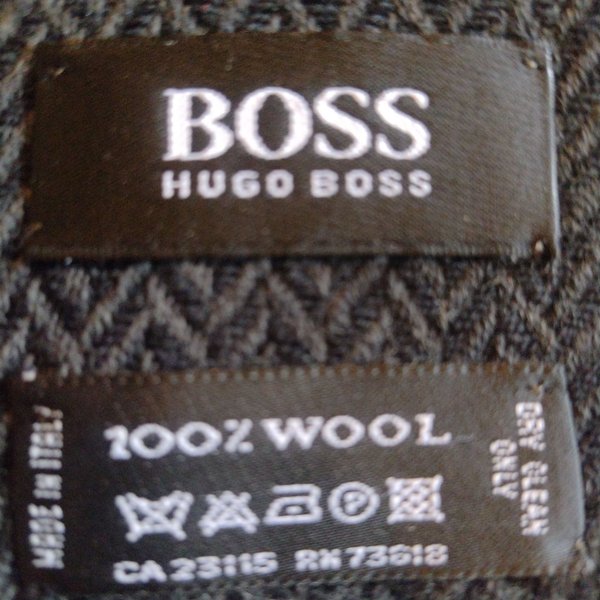 BOSS
HUGO BOSS
MADE IN ITALY
100% WOOL
DRY CLEAN
ONLY
CA 23115 RN 73618